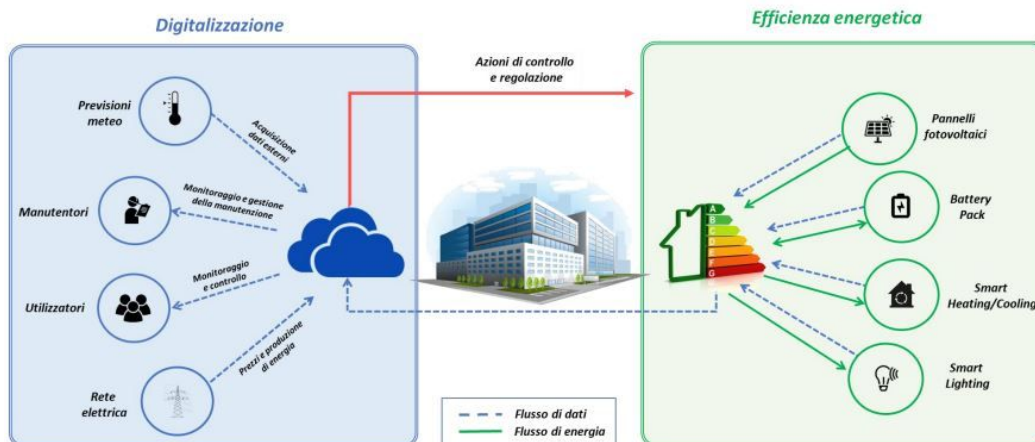 Digitalizzazione
Efficienza energetica
Previsioni
meteo
Acquisizione
dati esterni
Manutentori
Monitoraggio e gestione
della manutenzione
Utilizzatori
Monitoraggio
e controllo
Rete
elettrica
Prezzi e produzione
di energia
Azioni di controllo
e regolazione
A
B
C
D
E
F
G
Pannelli
fotovoltaici
Battery
Pack
Smart
Heating/Cooling
Smart
Lighting
Flusso di dati
Flusso di energia